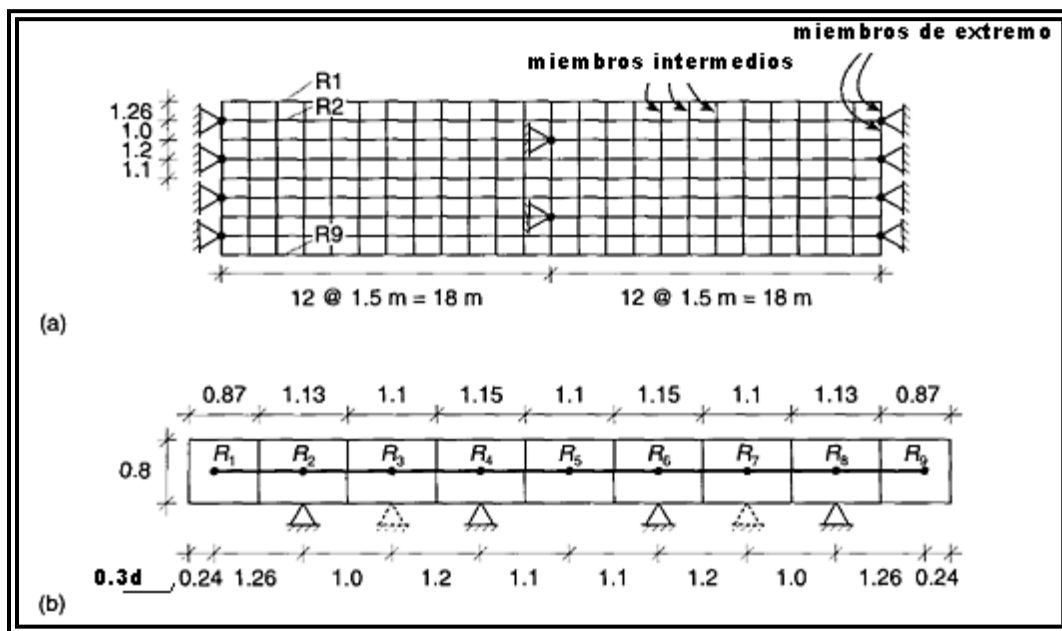 miembros de extremo
miembros intermedios
R1
R2
1.26
1.0
1.2
1.1
R9
12 @ 1.5 m = 18 m 12 @ 1.5 m = 18 m
(a)
0.87 1.13 1.1 1.15 1.1 1.15 1.1 1.13 0.87
0.8
R1 R2 R3 R4 R5 R6 R7 R8 R9
0.3d 0.24 1.26 1.0 1.2 1.1 1.1 1.2 1.0 1.26 0.24
(b)